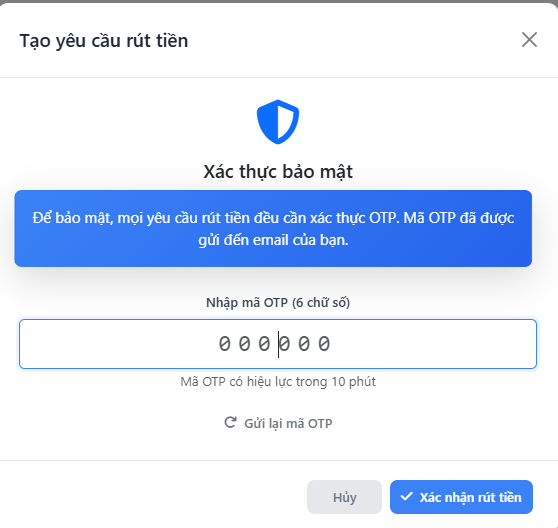 Tạo yêu cầu rút tiền
Xác thực bảo mật
Để bảo mật, mọi yêu cầu rút tiền đều cần xác thực OTP. Mã OTP đã được
gửi đến email của bạn.
Nhập mã OTP (6 chữ số)
000000
Mã OTP có hiệu lực trong 10 phút
Gửi lại mã OTP
Hủy
Xác nhận rút tiền